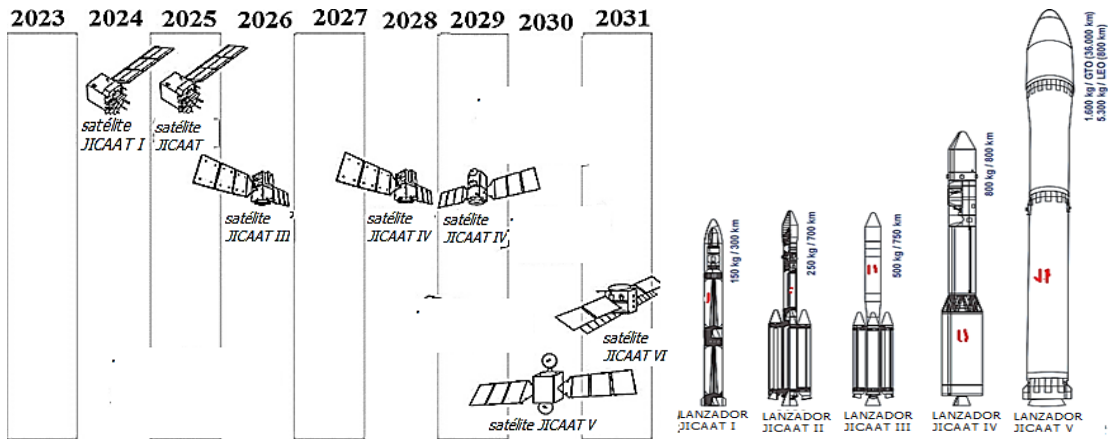 2023 2024 2025 2026 2027 2028 2029 2030 2031
satélite
JICAAT I
satélite
JICAAT
satélite
JICAAT III
satélite
JICAAT IV
satélite
JICAAT IV
satélite
JICAAT VI
satélite JICAAT V
150 kg / 300 km
250 kg / 700 km
500 kg / 750 km
800 kg / 800 km
1.600 kg / GTO (36.000 km)
5.300 kg / LEO (800 km)
LANZADOR
JICAAT I
LANZADOR
JICAAT II
LANZADOR
JICAAT III
LANZADOR
JICAAT IV
LANZADOR
JICAAT V